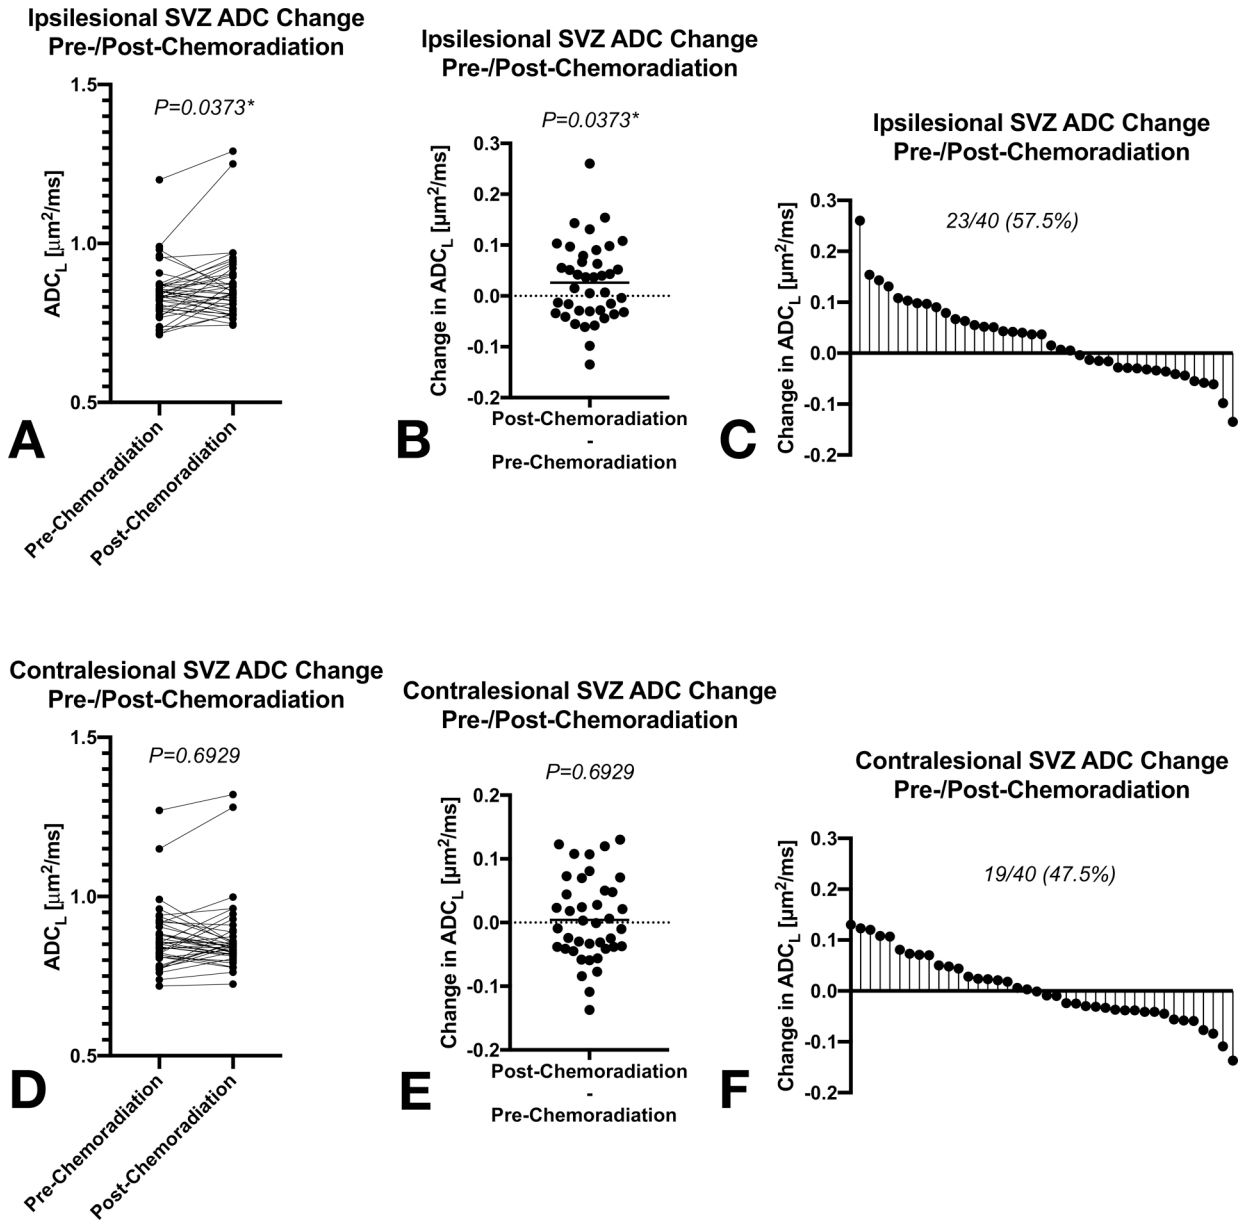 Ipsilesional SVZ ADC Change
Pre-/Post-Chemoradiation
P=0.0373*
1.5
1.0
0.5
ADC_L [µm²/ms]
Pre-Chemoradiation
Post-Chemoradiation
A
Ipsilesional SVZ ADC Change
Pre-/Post-Chemoradiation
P=0.0373*
0.3
0.2
0.1
0.0
-0.1
-0.2
Change in ADC_L [µm²/ms]
Post-Chemoradiation
-
Pre-Chemoradiation
B
Ipsilesional SVZ ADC Change
Pre-/Post-Chemoradiation
23/40 (57.5%)
0.3
0.2
0.1
0.0
-0.1
-0.2
Change in ADC_L [µm²/ms]
C
Contralesional SVZ ADC Change
Pre-/Post-Chemoradiation
P=0.6929
1.5
1.0
0.5
ADC_L [µm²/ms]
Pre-Chemoradiation
Post-Chemoradiation
D
Contralesional SVZ ADC Change
Pre-/Post-Chemoradiation
P=0.6929
0.2
0.1
0.0
-0.1
-0.2
Change in ADC_L [µm²/ms]
Post-Chemoradiation
-
Pre-Chemoradiation
E
Contralesional SVZ ADC Change
Pre-/Post-Chemoradiation
19/40 (47.5%)
0.3
0.2
0.1
0.0
-0.1
-0.2
Change in ADC_L [µm²/ms]
F